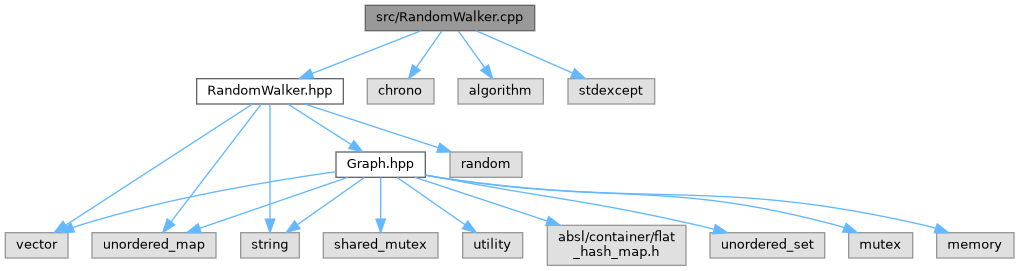 src/RandomWalker.cpp
RandomWalker.hpp
chrono
algorithm
stdexcept
Graph.hpp
random
vector
unordered_map
string
shared_mutex
utility
absl/container/flat
_hash_map.h
unordered_set
mutex
memory